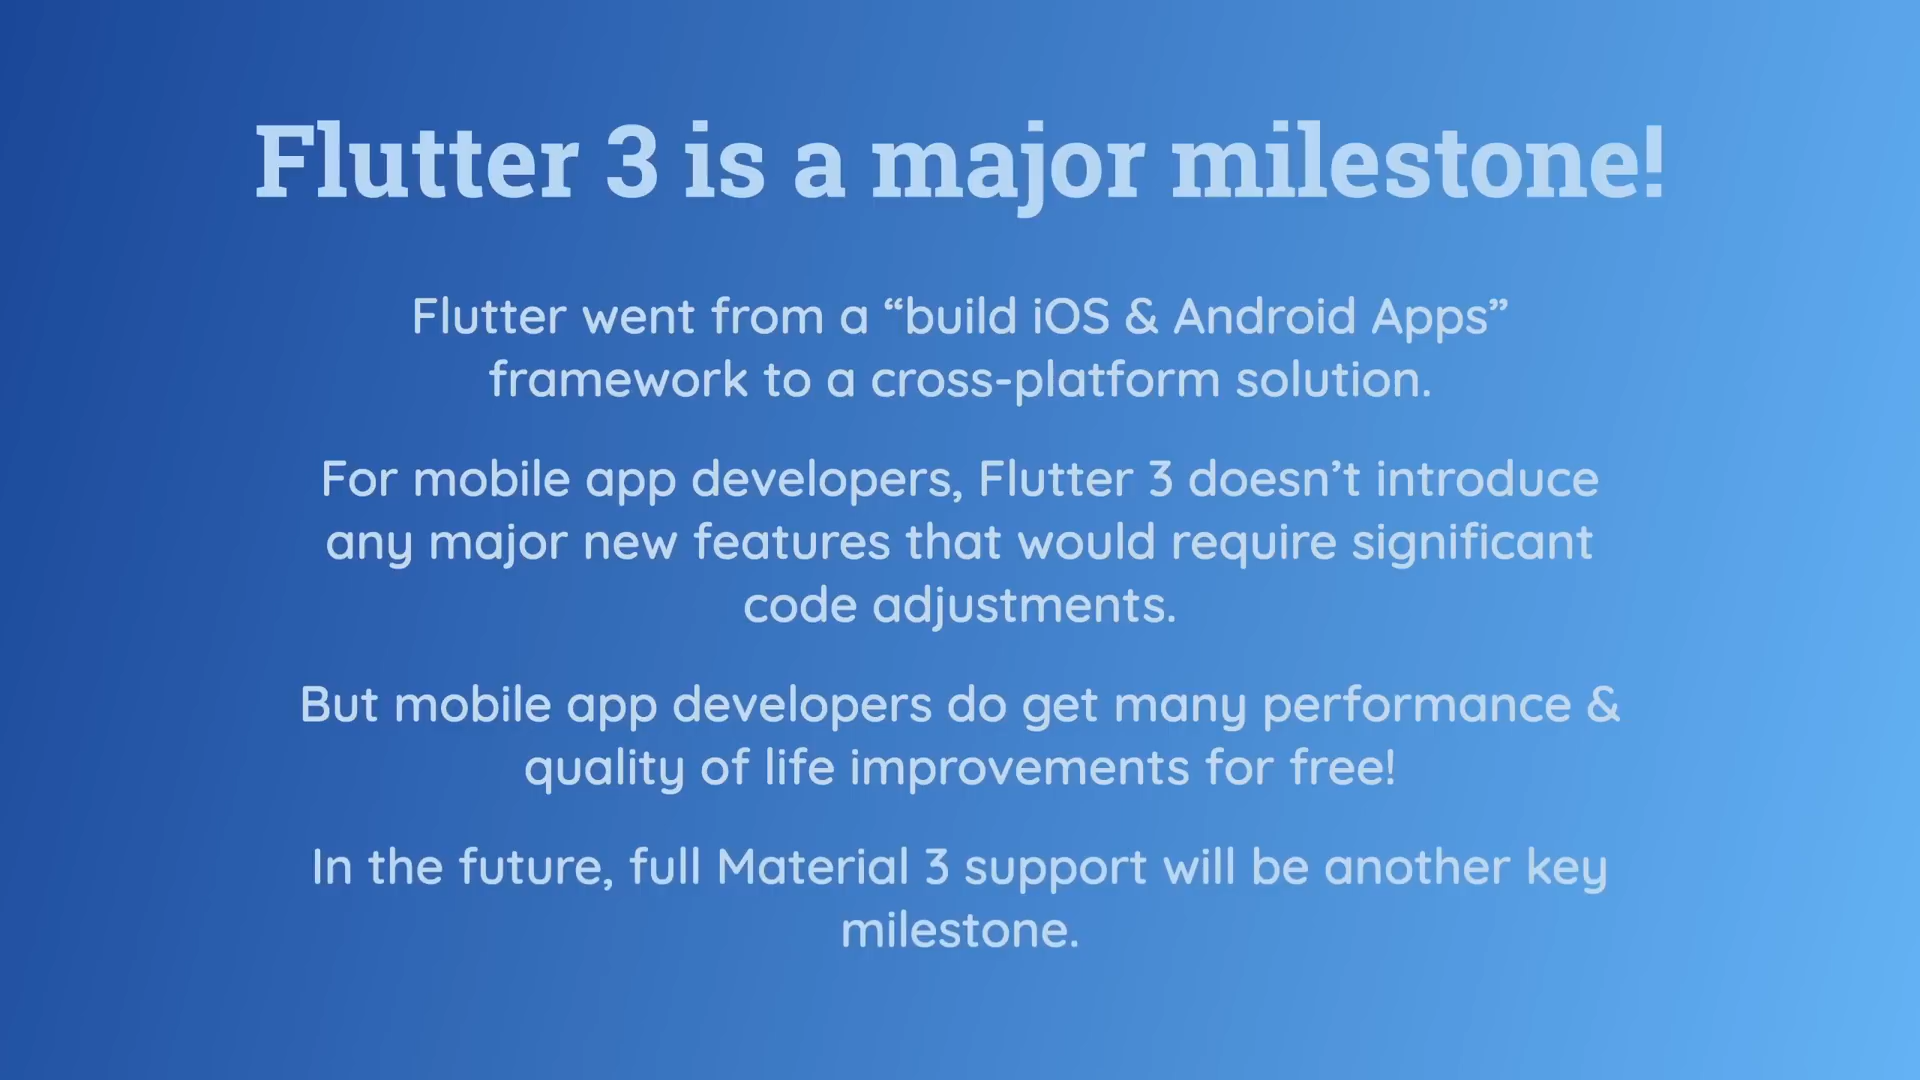 Flutter 3 is a major milestone!
Flutter went from a “build iOS & Android Apps”
framework to a cross-platform solution.
For mobile app developers, Flutter 3 doesn’t introduce
any major new features that would require significant
code adjustments.
But mobile app developers do get many performance &
quality of life improvements for free!
In the future, full Material 3 support will be another key
milestone.